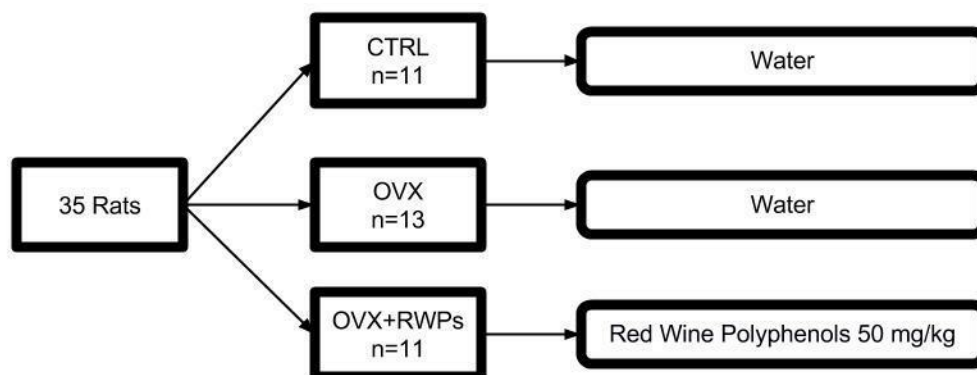 35 Rats
CTRL
n=11
Water
OVX
n=13
Water
OVX+RWPs
n=11
Red Wine Polyphenols 50 mg/kg